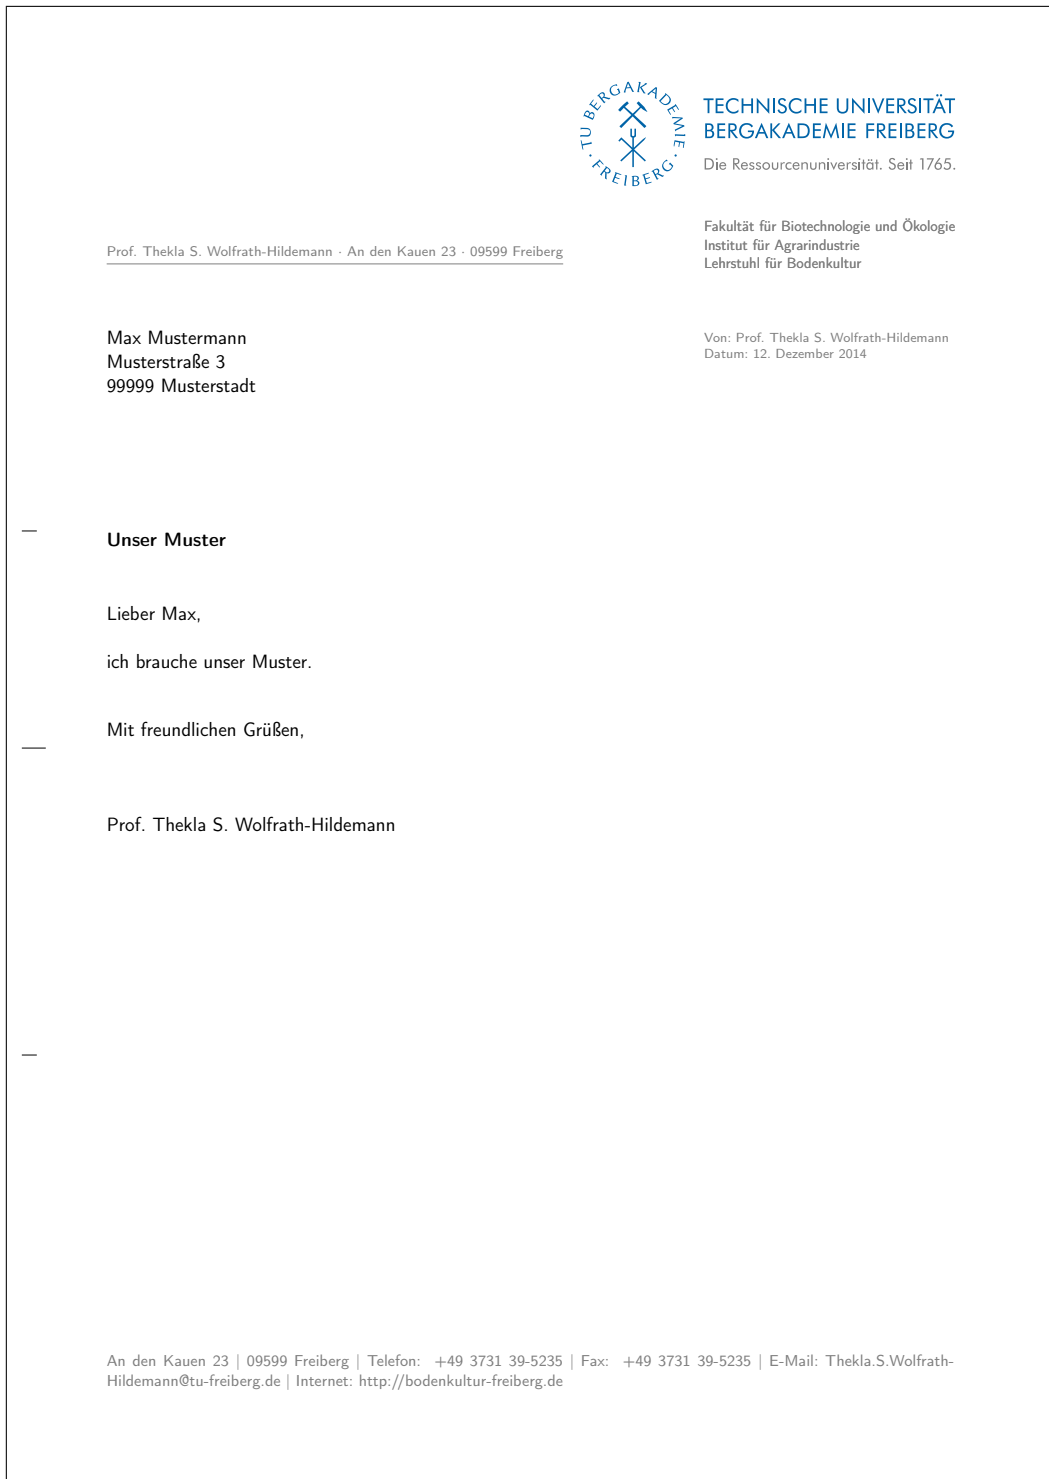 TU BERGAKADEMIE
· FREIBERG ·
TECHNISCHE UNIVERSITÄT
BERGAKADEMIE FREIBERG
Die Ressourcenuniversität. Seit 1765.
Fakultät für Biotechnologie und Ökologie
Institut für Agrarindustrie
Lehrstuhl für Bodenkultur
Prof. Thekla S. Wolfrath-Hildemann · An den Kauen 23 · 09599 Freiberg
Max Mustermann
Musterstraße 3
99999 Musterstadt
Von: Prof. Thekla S. Wolfrath-Hildemann
Datum: 12. Dezember 2014
Unser Muster
Lieber Max,
ich brauche unser Muster.
Mit freundlichen Grüßen,
Prof. Thekla S. Wolfrath-Hildemann
An den Kauen 23 | 09599 Freiberg | Telefon: +49 3731 39-5235 | Fax: +49 3731 39-5235 | E-Mail: Thekla.S.Wolfrath-
Hildemann@tu-freiberg.de | Internet: http://bodenkultur-freiberg.de